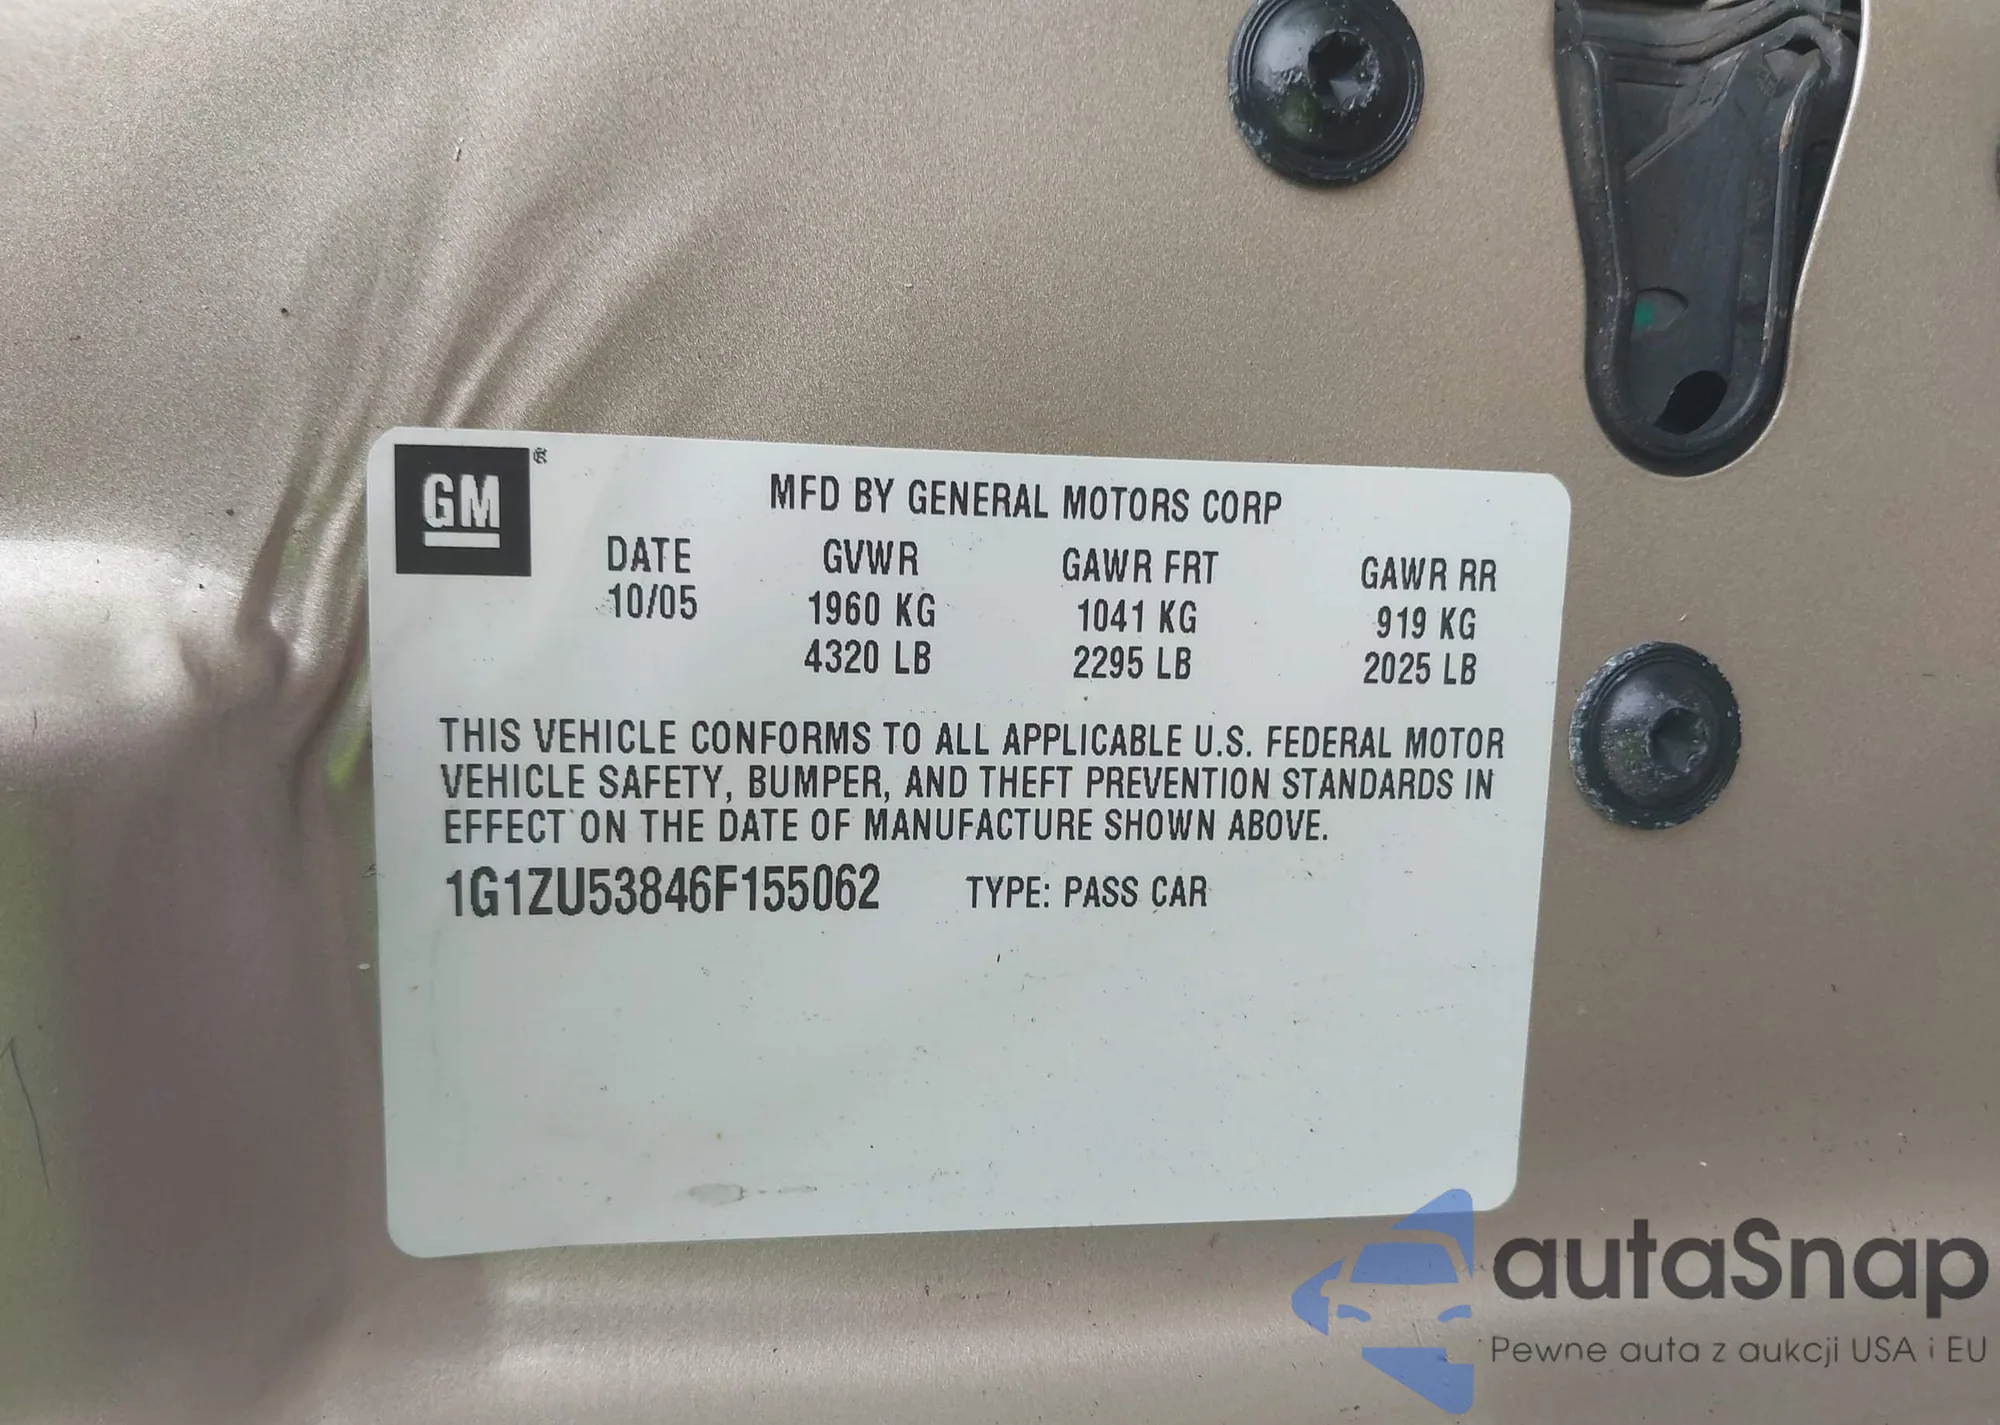 GM ®
MFD BY GENERAL MOTORS CORP
DATE GVWR GAWR FRT GAWR RR
10/05 1960 KG 1041 KG 919 KG
4320 LB 2295 LB 2025 LB
THIS VEHICLE CONFORMS TO ALL APPLICABLE U.S. FEDERAL MOTOR
VEHICLE SAFETY, BUMPER, AND THEFT PREVENTION STANDARDS IN
EFFECT ON THE DATE OF MANUFACTURE SHOWN ABOVE.
1G1ZU53846F155062 TYPE: PASS CAR
autaSnap
Pewne auta z aukcji USA i EU